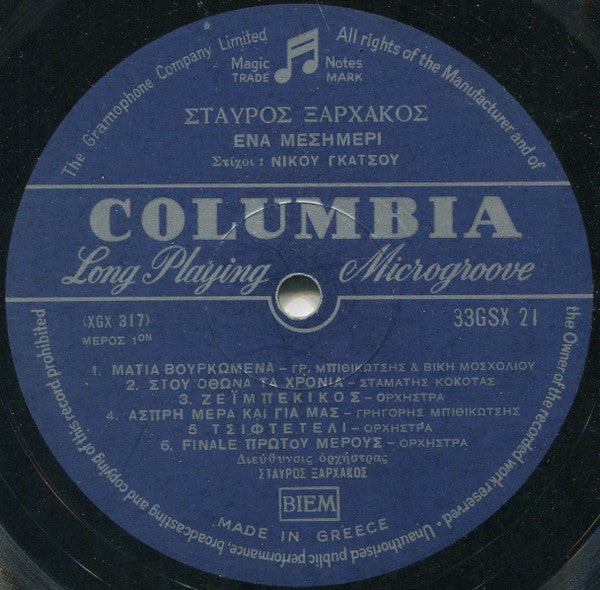 The Gramophone Company Limited
Magic Notes
TRADE MARK
All rights of the Manufacturer and of
the Owner of the recorded work reserved • Unauthorised public performance, broadcasting and copying of this record prohibited
ΣΤΑΥΡΟΣ ΞΑΡΧΑΚΟΣ
ΕΝΑ ΜΕΣΗΜΕΡΙ
Στίχοι : ΝΙΚΟΥ ΓΚΑΤΣΟΥ
COLUMBIA
Long Playing Microgroove
(XGX 317) 33GSX 21
ΜΕΡΟΣ 1ΟΝ
1. ΜΑΤΙΑ ΒΟΥΡΚΩΜΕΝΑ – ΓΡ. ΜΠΙΘΙΚΩΤΣΗΣ & ΒΙΚΗ ΜΟΣΧΟΛΙΟΥ
2. ΣΤΟΥ ΟΘΩΝΑ ΤΑ ΧΡΟΝΙΑ – ΣΤΑΜΑΤΗΣ ΚΟΚΟΤΑΣ
3. ΖΕΪΜΠΕΚΙΚΟΣ – ΟΡΧΗΣΤΡΑ
4. ΑΣΠΡΗ ΜΕΡΑ ΚΑΙ ΓΙΑ ΜΑΣ – ΓΡΗΓΟΡΗΣ ΜΠΙΘΙΚΩΤΣΗΣ
5 ΤΣΙΦΤΕΤΕΛΙ – ΟΡΧΗΣΤΡΑ
6. FINALE ΠΡΩΤΟΥ ΜΕΡΟΥΣ – ΟΡΧΗΣΤΡΑ
Διεύθυνσις ὀρχήστρας
ΣΤΑΥΡΟΣ ΞΑΡΧΑΚΟΣ
BIEM
MADE IN GREECE